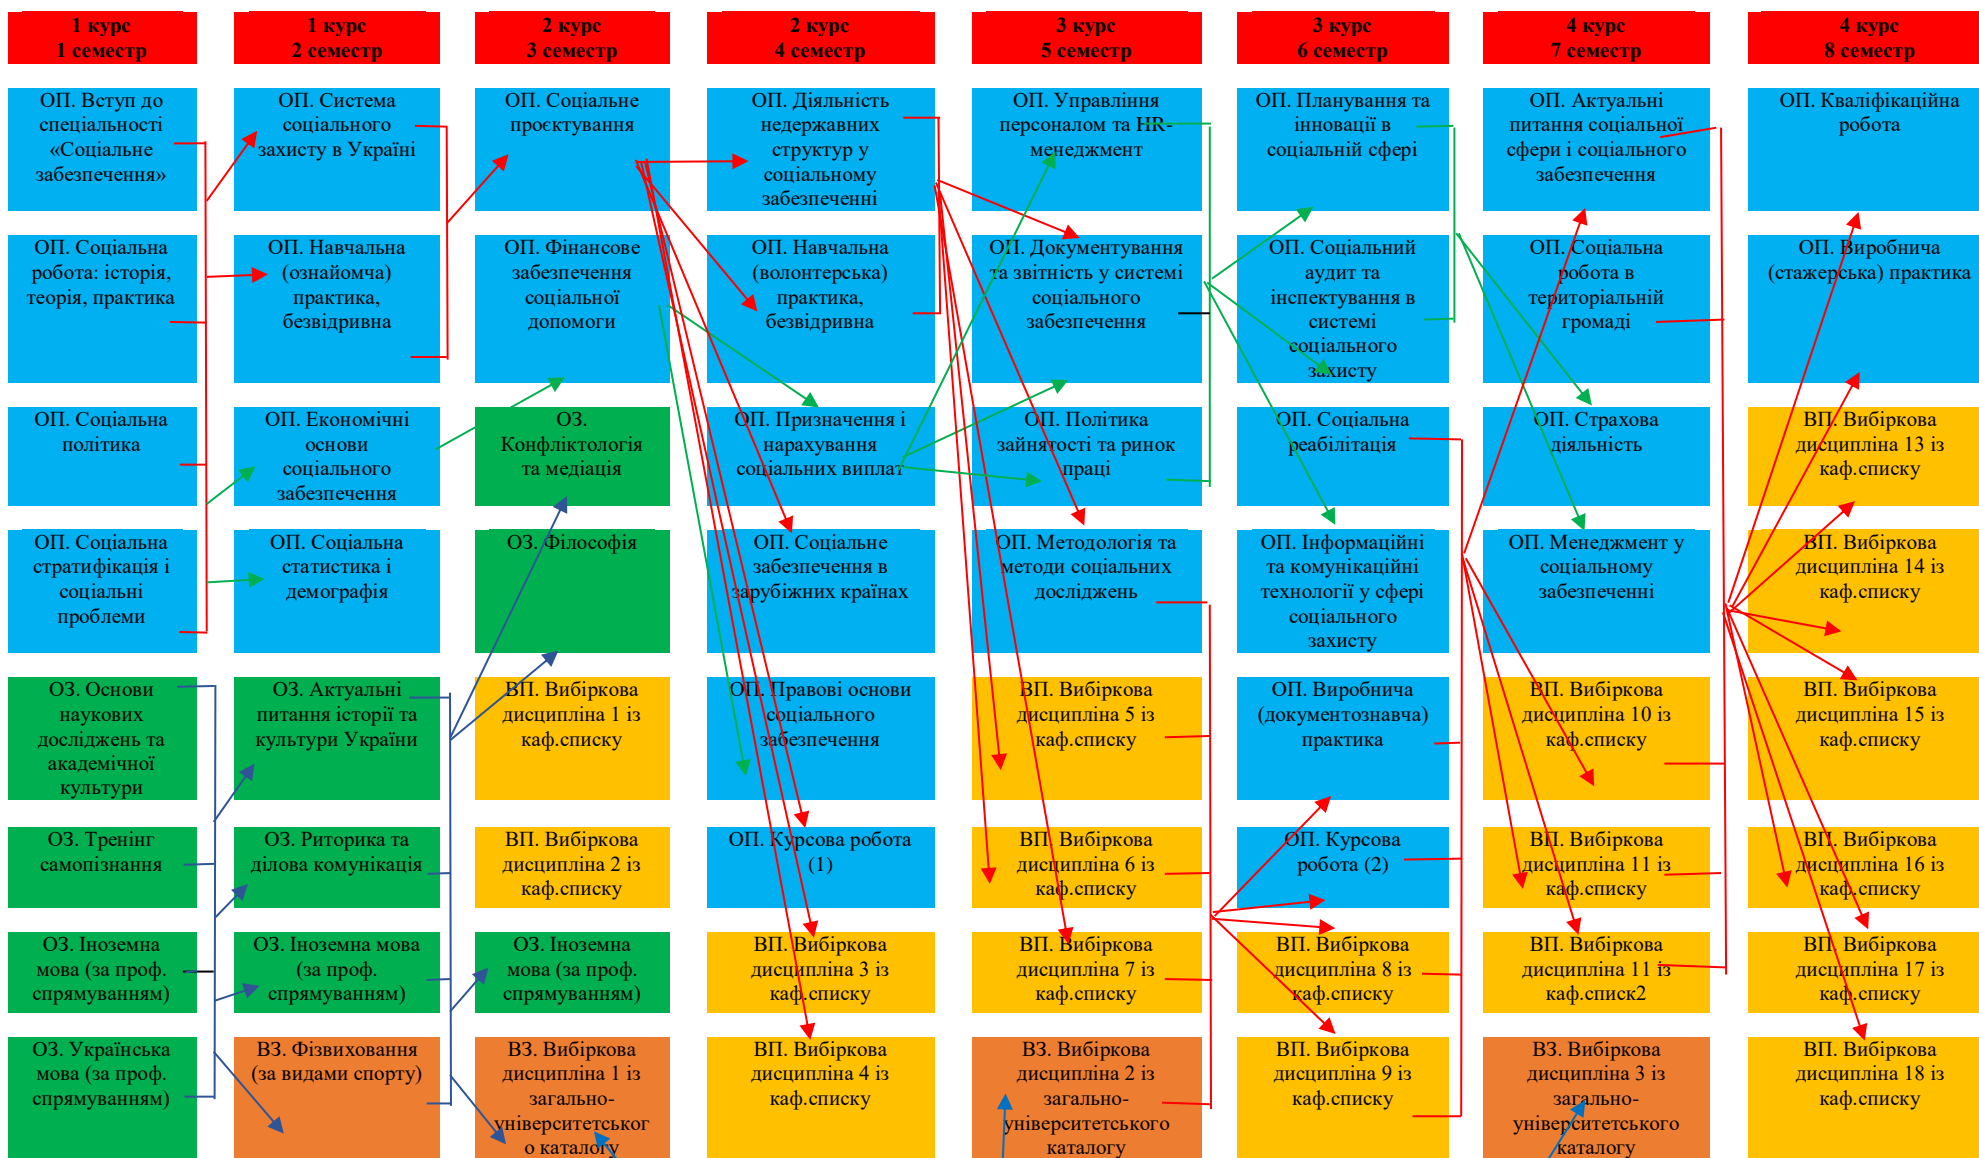 1 курс
1 семестр
1 курс
2 семестр
2 курс
3 семестр
2 курс
4 семестр
3 курс
5 семестр
3 курс
6 семестр
4 курс
7 семестр
4 курс
8 семестр
ОП. Вступ до
спеціальності
«Соціальне
забезпечення»
ОП. Система
соціального
захисту в Україні
ОП. Соціальне
проєктування
ОП. Діяльність
недержавних
структур у
соціальному
забезпеченні
ОП. Управління
персоналом та HR-
менеджмент
ОП. Планування та
інновації в
соціальній сфері
ОП. Актуальні
питання соціальної
сфери і соціального
забезпечення
ОП. Кваліфікаційна
робота
ОП. Соціальна
робота: історія,
теорія, практика
ОП. Навчальна
(ознайомча)
практика,
безвідривна
ОП. Фінансове
забезпечення
соціальної
допомоги
ОП. Навчальна
(волонтерська)
практика,
безвідривна
ОП. Документування
та звітність у системі
соціального
забезпечення
ОП. Соціальний
аудит та
інспектування в
системі
соціального
захисту
ОП. Соціальна
робота в
територіальній
громаді
ОП. Виробнича
(стажерська) практика
ОП. Соціальна
політика
ОП. Економічні
основи
соціального
забезпечення
ОЗ.
Конфліктологія
та медіація
ОП. Призначення і
нарахування
соціальних виплат
ОП. Політика
зайнятості та ринок
праці
ОП. Соціальна
реабілітація
ОП. Страхова
діяльність
ВП. Вибіркова
дисципліна 13 із
каф.списку
ОП. Соціальна
стратифікація і
соціальні
проблеми
ОП. Соціальна
статистика і
демографія
ОЗ. Філософія
ОП. Соціальне
забезпечення в
зарубіжних країнах
ОП. Методологія та
методи соціальних
досліджень
ОП. Інформаційні
та комунікаційні
технології у сфері
соціального
захисту
ОП. Менеджмент у
соціальному
забезпеченні
ВП. Вибіркова
дисципліна 14 із
каф.списку
ОЗ. Основи
наукових
досліджень та
академічної
культури
ОЗ. Актуальні
питання історії та
культури України
ВП. Вибіркова
дисципліна 1 із
каф.списку
ОП. Правові основи
соціального
забезпечення
ВП. Вибіркова
дисципліна 5 із
каф.списку
ОП. Виробнича
(документознавча)
практика
ВП. Вибіркова
дисципліна 10 із
каф.списку
ВП. Вибіркова
дисципліна 15 із
каф.списку
ОЗ. Тренінг
самопізнання
ОЗ. Риторика та
ділова комунікація
ВП. Вибіркова
дисципліна 2 із
каф.списку
ОП. Курсова робота
(1)
ВП. Вибіркова
дисципліна 6 із
каф.списку
ОП. Курсова
робота (2)
ВП. Вибіркова
дисципліна 11 із
каф.списку
ВП. Вибіркова
дисципліна 16 із
каф.списку
ОЗ. Іноземна
мова (за проф.
спрямуванням)
ОЗ. Іноземна мова
(за проф.
спрямуванням)
ОЗ. Іноземна
мова (за проф.
спрямуванням)
ВП. Вибіркова
дисципліна 3 із
каф.списку
ВП. Вибіркова
дисципліна 7 із
каф.списку
ВП. Вибіркова
дисципліна 8 із
каф.списку
ВП. Вибіркова
дисципліна 11 із
каф.списк2
ВП. Вибіркова
дисципліна 17 із
каф.списку
ОЗ. Українська
мова (за проф.
спрямуванням)
ВЗ. Фізвиховання
(за видами спорту)
ВЗ. Вибіркова
дисципліна 1 із
загально-
університетськог
о каталогу
ВП. Вибіркова
дисципліна 4 із
каф.списку
ВЗ. Вибіркова
дисципліна 2 із
загально-
університетського
каталогу
ВП. Вибіркова
дисципліна 9 із
каф.списку
ВЗ. Вибіркова
дисципліна 3 із
загально-
університетського
каталогу
ВП. Вибіркова
дисципліна 18 із
каф.списку